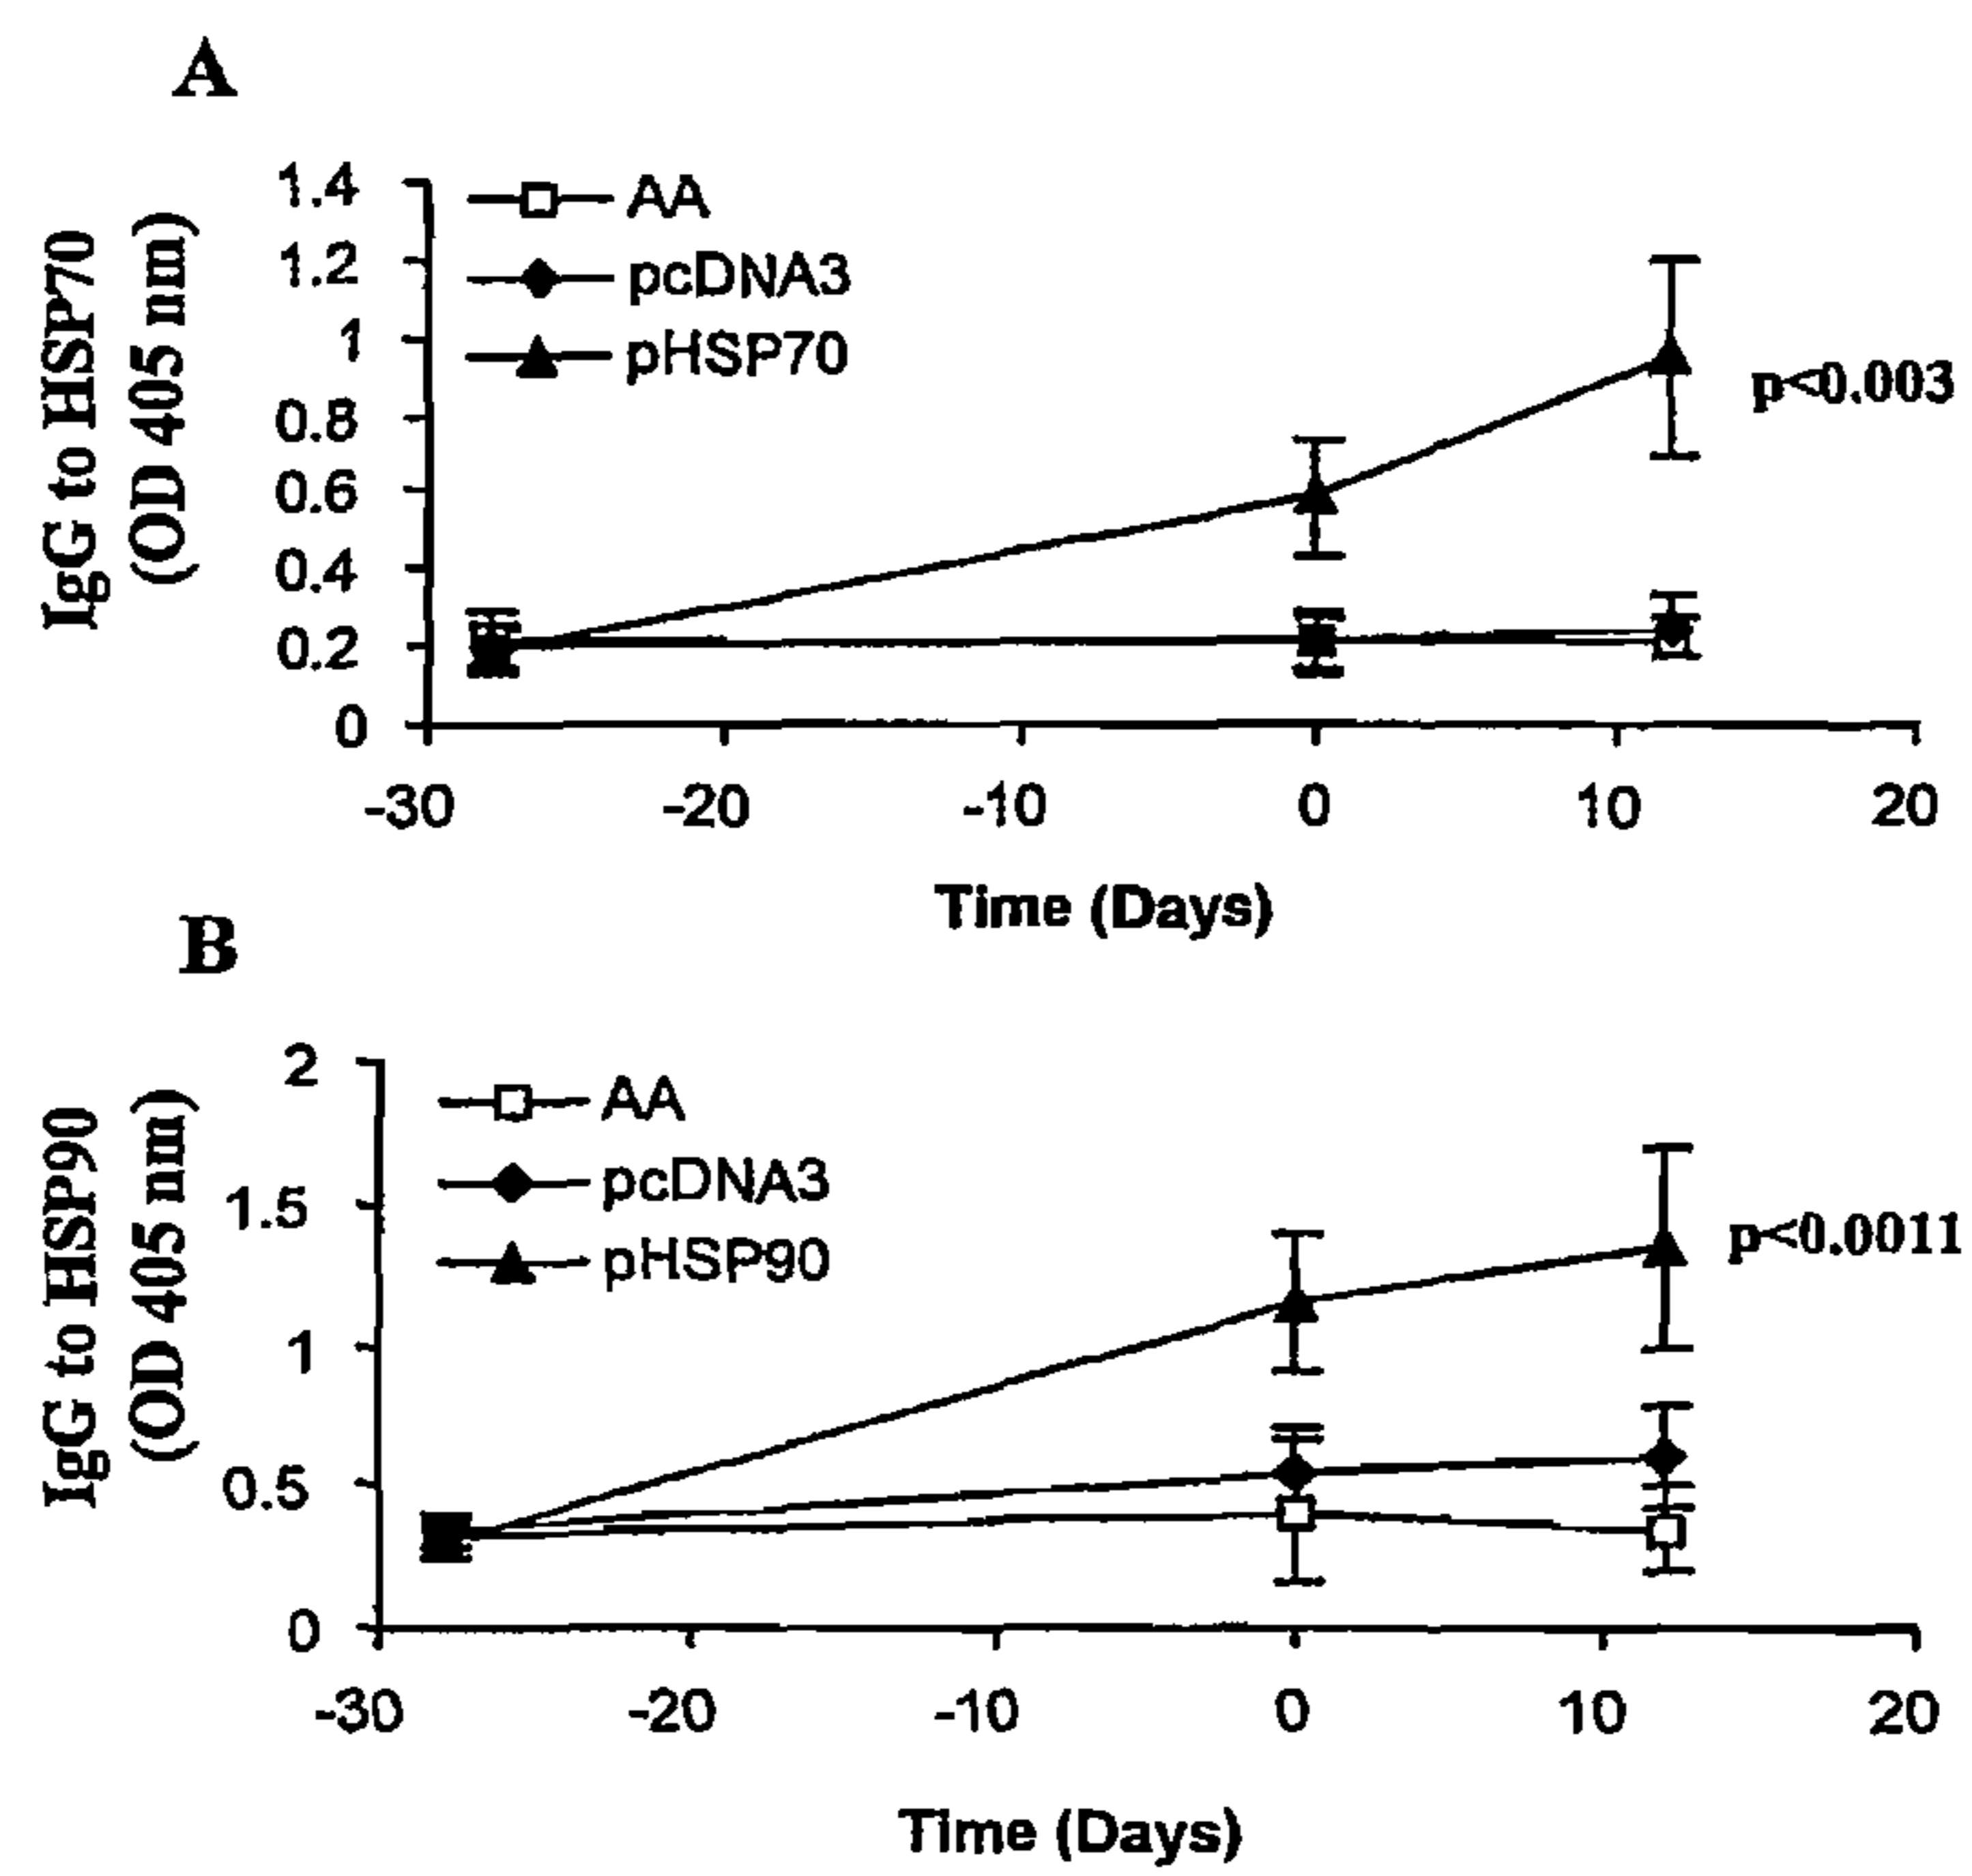 A
IgG to HSP70
(OD 405 nm)
1.4
1.2
1
0.8
0.6
0.4
0.2
0
AA
pcDNA3
pHSP70
p<0.003
-30 -20 -10 0 10 20
Time (Days)
B
IgG to HSP90
(OD 405 nm)
2
1.5
1
0.5
0
AA
pcDNA3
pHSP90
p<0.0011
-30 -20 -10 0 10 20
Time (Days)